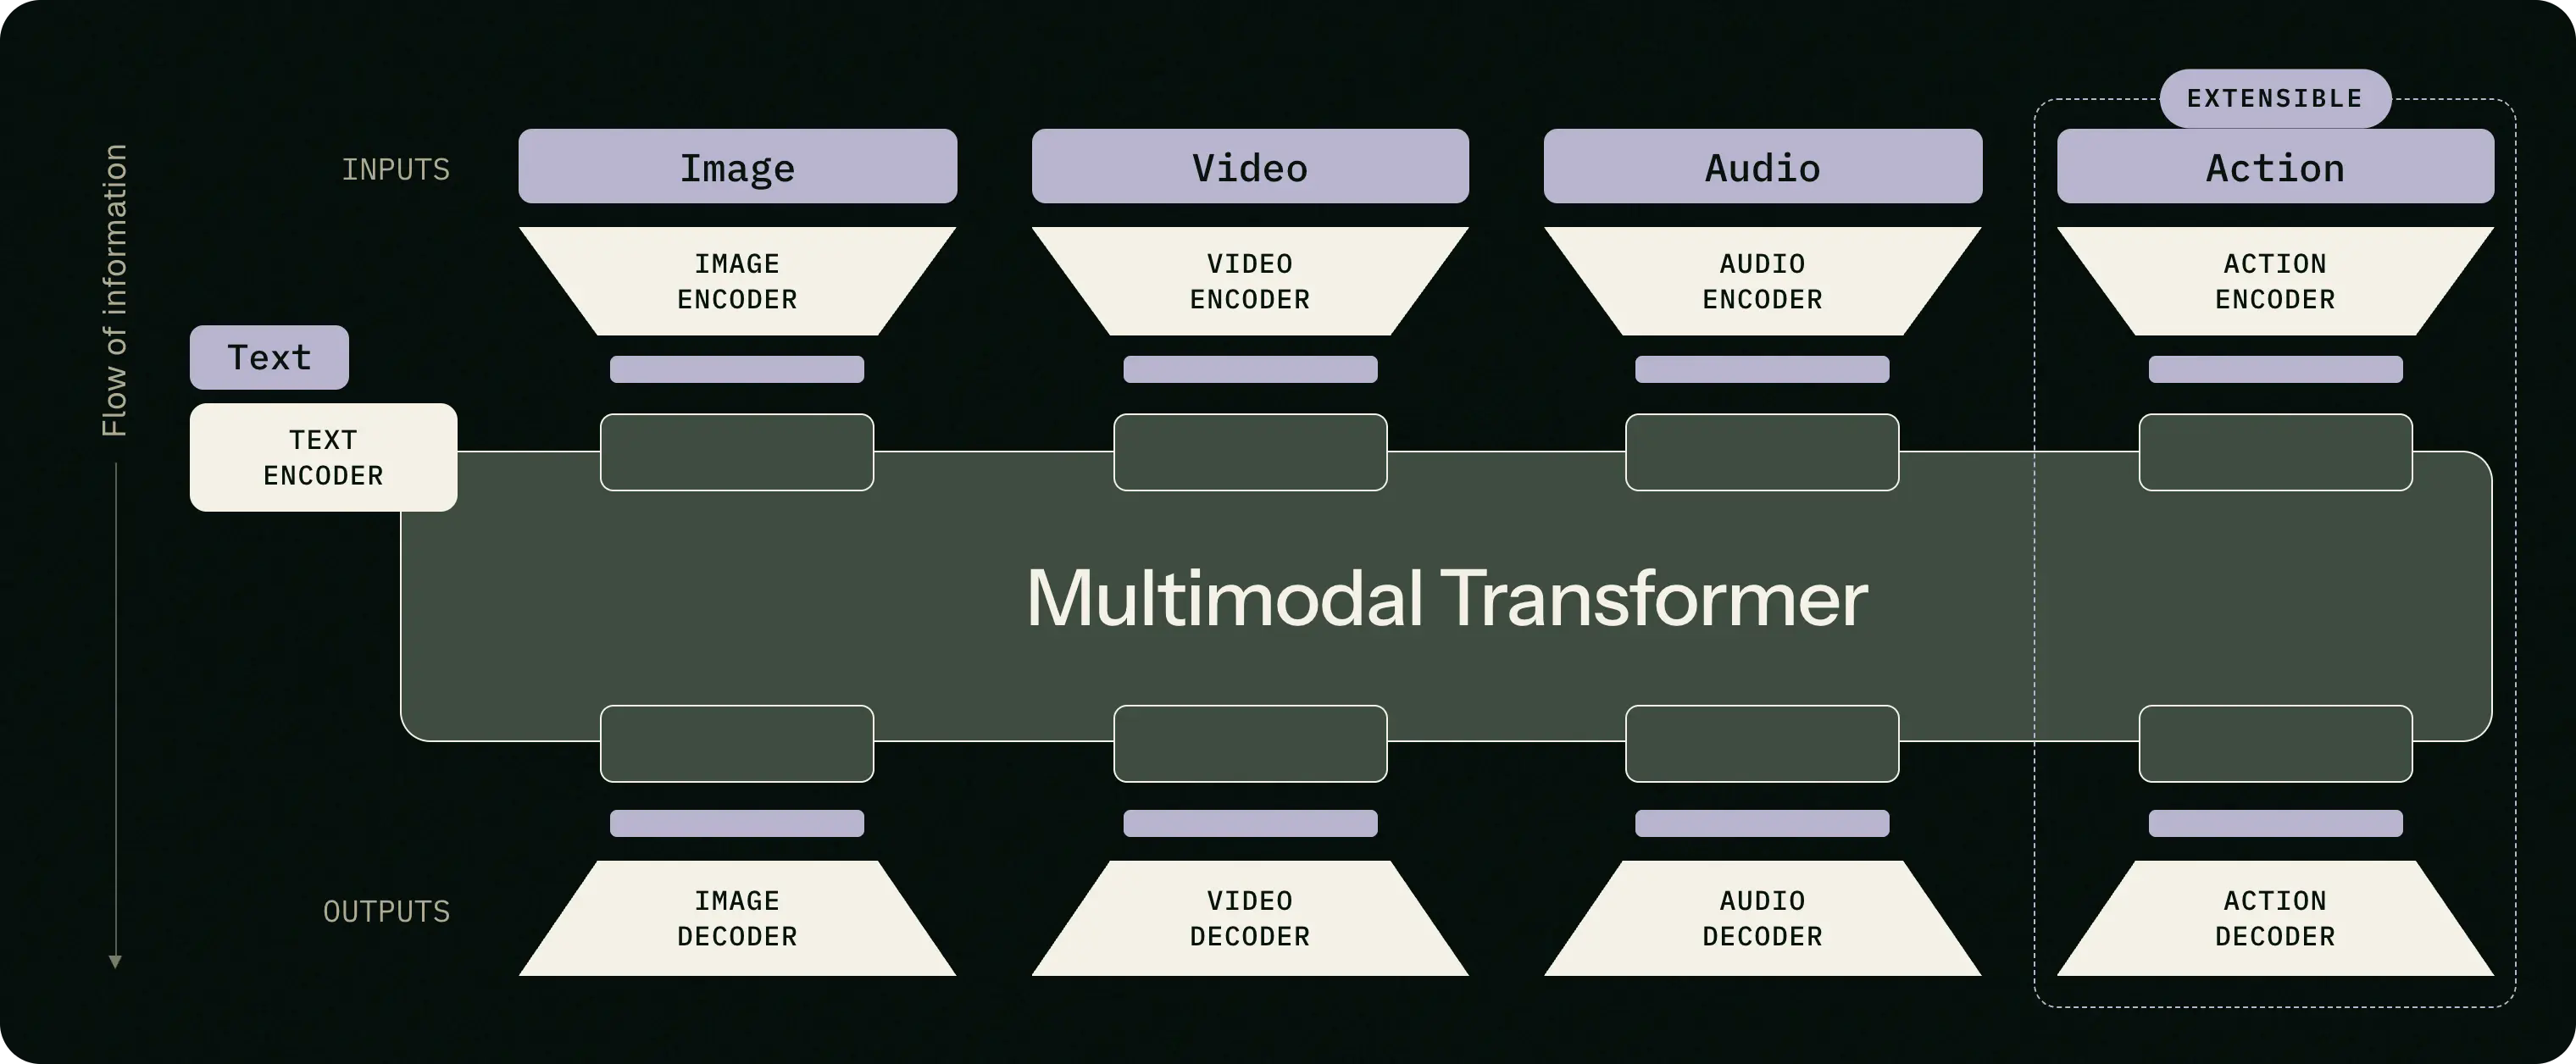 EXTENSIBLE
INPUTS
Image
Video
Audio
Action
Flow of information
IMAGE
ENCODER
VIDEO
ENCODER
AUDIO
ENCODER
ACTION
ENCODER
Text
TEXT
ENCODER
Multimodal Transformer
OUTPUTS
IMAGE
DECODER
VIDEO
DECODER
AUDIO
DECODER
ACTION
DECODER